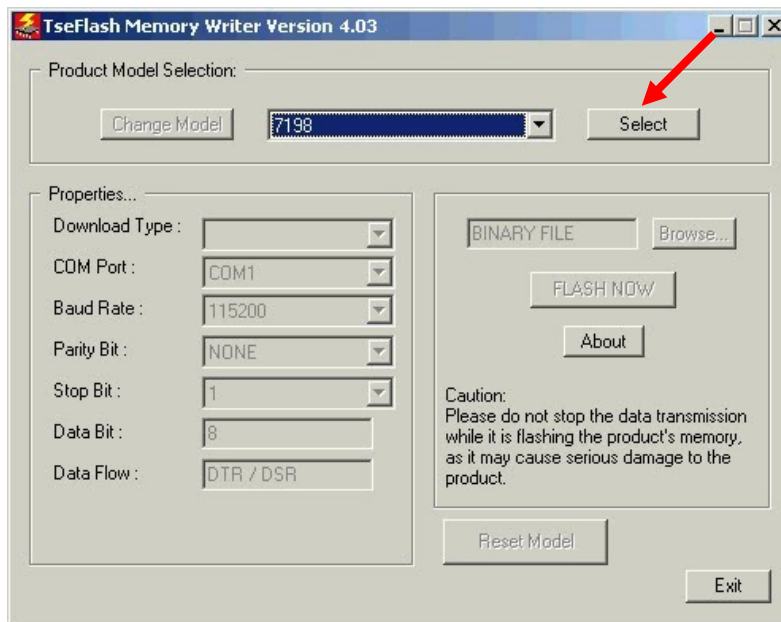 TseFlash Memory Writer Version 4.03
Product Model Selection:
Change Model
7198
Select
Properties...
Download Type :
COM Port :
COM1
Baud Rate :
115200
Parity Bit :
NONE
Stop Bit :
1
Data Bit :
8
Data Flow :
DTR / DSR
BINARY FILE
Browse...
FLASH NOW
About
Caution:
Please do not stop the data transmission
while it is flashing the product's memory,
as it may cause serious damage to the
product.
Reset Model
Exit